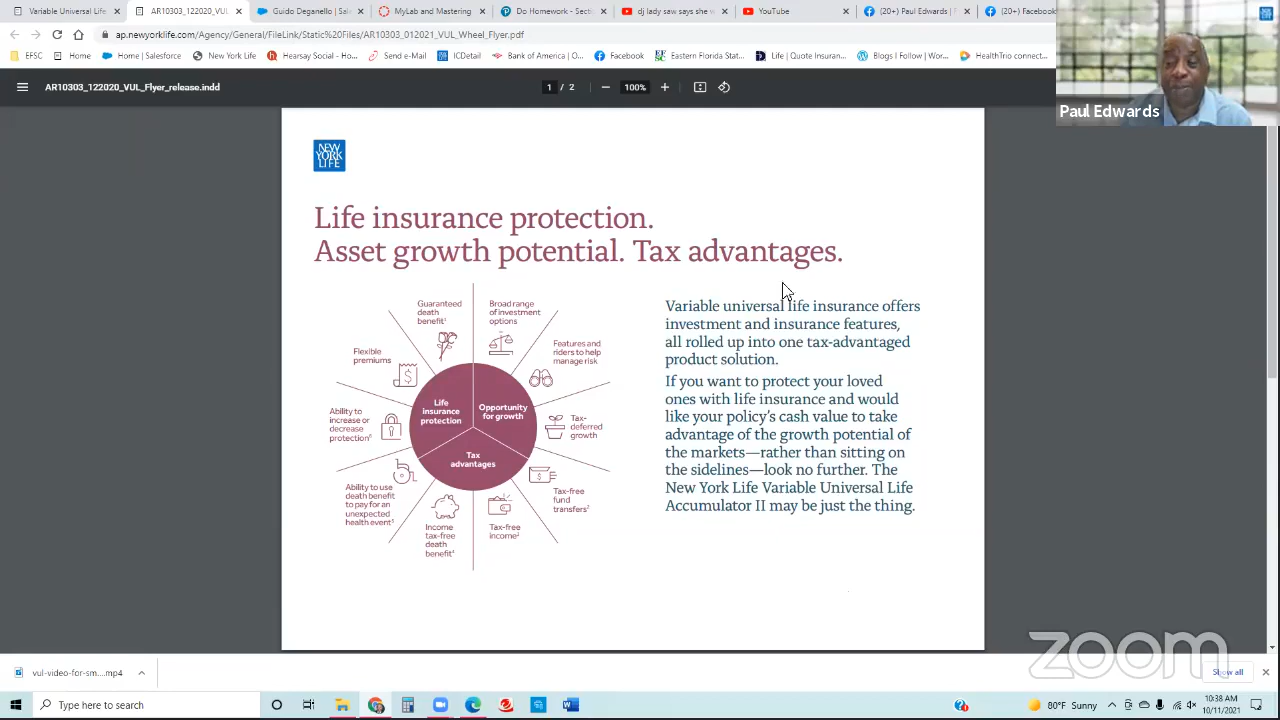 Variable Universal Life Insuran
AR10303_122020_VUL
Guido Deganello - Chem
MyLab and Mastering
Do Homework - Sect
dj lady saw says she w
YouTube
(20+) Paul Edwards | F
(20+) Facebook
ap.newyorklife.com/Agency/General/FileLink/Static%20Files/AR10303_012021_VUL_ICWheel_Flyer.pdf
EFSC
Home | Salesforce
New York Life
Hearsay Social - Ho...
Send e-Mail
ICDetail
Bank of America | O...
Facebook
Eastern Florida Stat...
Life | Quote Insuran...
Blogs I Follow | Wor...
HealthTrio connect...
AR10303_122020_VUL_Flyer_release.indd
1 / 2
100%
Paul Edwards
NEW
YORK
LIFE
Life insurance protection.
Asset growth potential. Tax advantages.
Guaranteed
death
benefit¹
Broad range
of investment
options
Features and
riders to help
manage risk
Tax-
deferred
growth
Tax-free
fund
transfers²
Tax-free
income³
Income
tax-free
death
benefit⁴
Ability to use
death benefit
to pay for an
unexpected
health event⁵
Ability to
increase or
decrease
protection⁶
Flexible
premiums
Life
insurance
protection
Opportunity
for growth
Tax
advantages
Variable universal life insurance offers
investment and insurance features,
all rolled up into one tax-advantaged
product solution.
If you want to protect your loved
ones with life insurance and would
like your policy's cash value to take
advantage of the growth potential of
the markets—rather than sitting on
the sidelines—look no further. The
New York Life Variable Universal Life
Accumulator II may be just the thing.
zoom
vul-video-for-sm....mp4
Show all
Type here to search
80°F Sunny
10:38 AM
10/11/2021